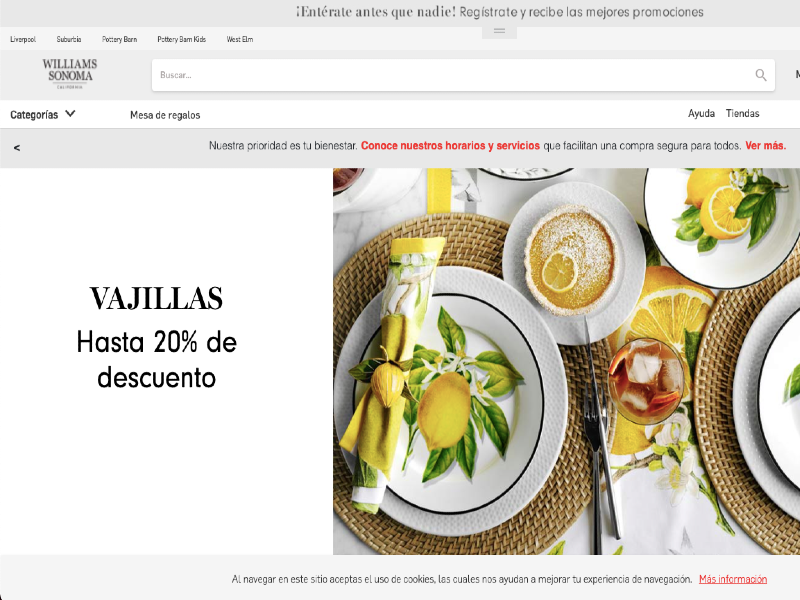 ¡Entérate antes que nadie! Regístrate y recibe las mejores promociones
Liverpool Suburbia Pottery Barn Pottery Barn Kids West Elm
WILLIAMS
SONOMA
Buscar...
Categorías Mesa de regalos Ayuda Tiendas
< Nuestra prioridad es tu bienestar. Conoce nuestros horarios y servicios que facilitan una compra segura para todos. Ver más.
VAJILLAS
Hasta 20% de
descuento
Al navegar en este sitio aceptas el uso de cookies, las cuales nos ayudan a mejorar tu experiencia de navegación. Más información